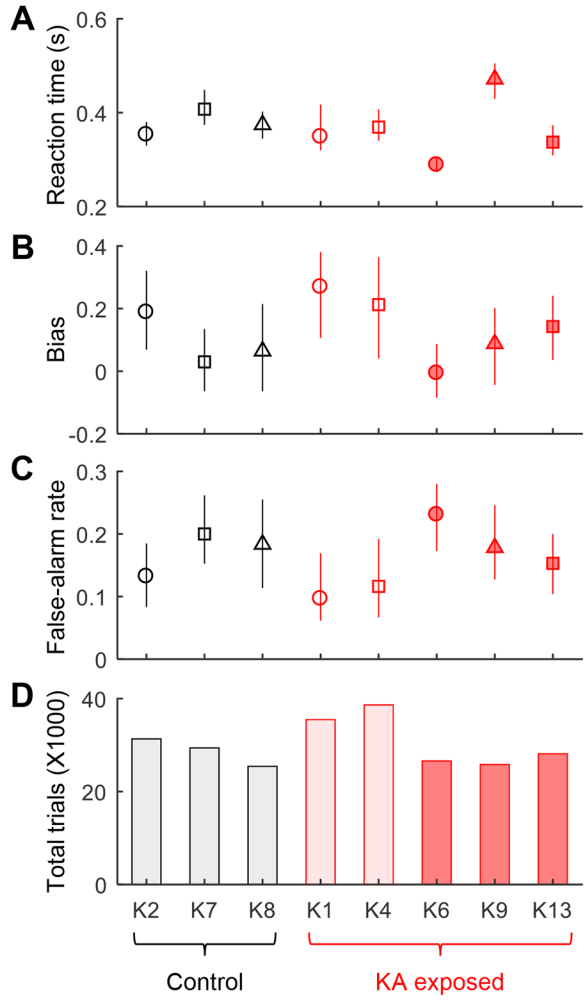 A
Reaction time (s)
0.6
0.4
0.2
B
Bias
0.4
0.2
0
-0.2
C
False-alarm rate
0.3
0.2
0.1
0
D
Total trials (X1000)
40
20
0
K2 K7 K8 K1 K4 K6 K9 K13
Control KA exposed